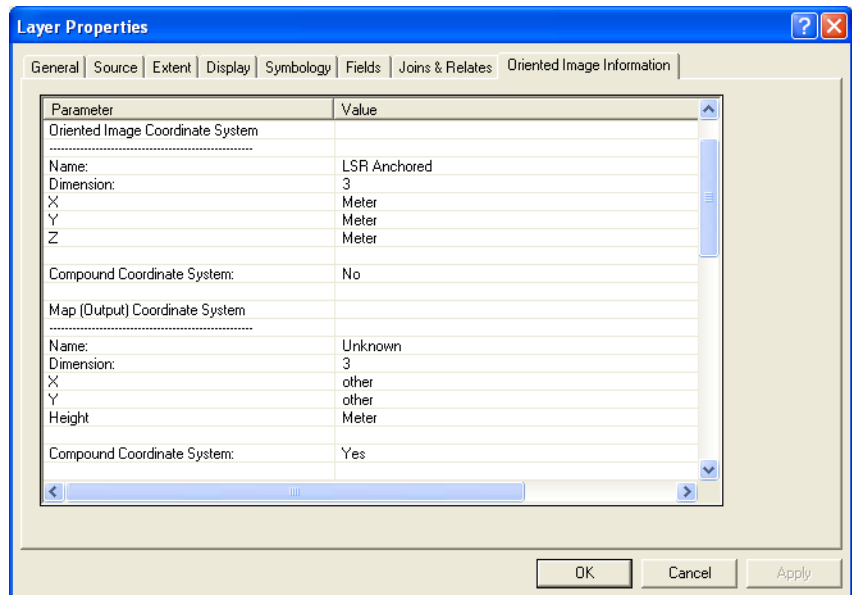 Layer Properties
General Source Extent Display Symbology Fields Joins & Relates Oriented Image Information
Parameter Value
Oriented Image Coordinate System
----------------------------------------------------
Name: LSR Anchored
Dimension: 3
X Meter
Y Meter
Z Meter
Compound Coordinate System: No
Map (Output) Coordinate System
----------------------------------------------------
Name: Unknown
Dimension: 3
X other
Y other
Height Meter
Compound Coordinate System: Yes
OK Cancel Apply